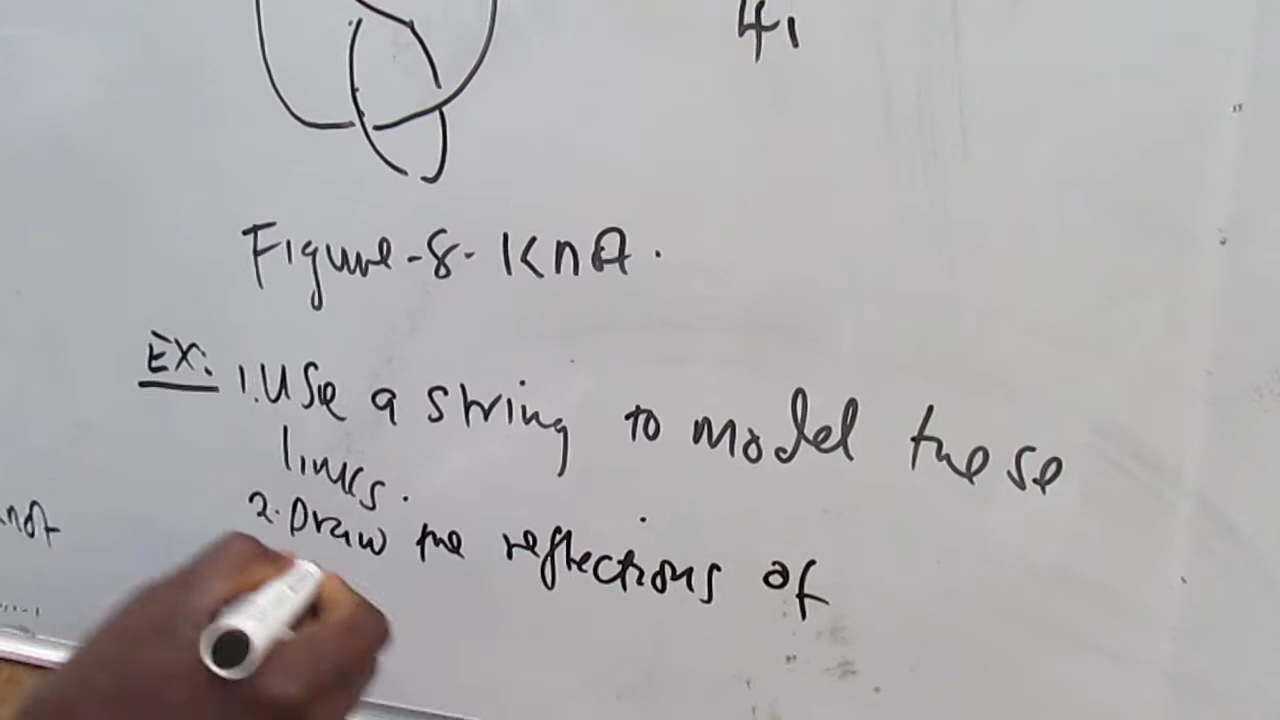 41
Figure-8-Knot.
EX: 1. Use a string to model these
links.
2. Draw the reflections of